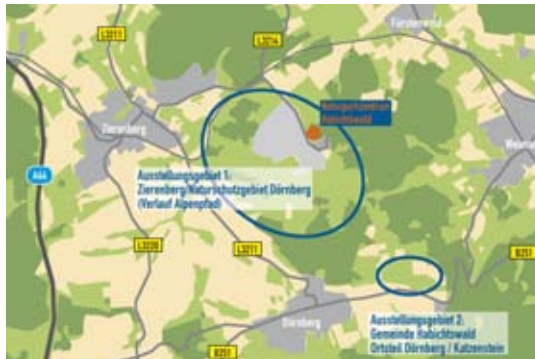 L3211
L3214
Fürstenwald
Naturparkzentrum
Habichtswald
Zierenberg
A44
Ausstellungsgebiet 1:
Zierenberg/Naturschutzgebiet Dörnberg
(Verlauf Alpenpfad)
L3220
L3211
B251
Ausstellungsgebiet 2:
Gemeinde Habichtswald
Ortsteil Dörnberg / Katzenstein
Dörnberg
B251